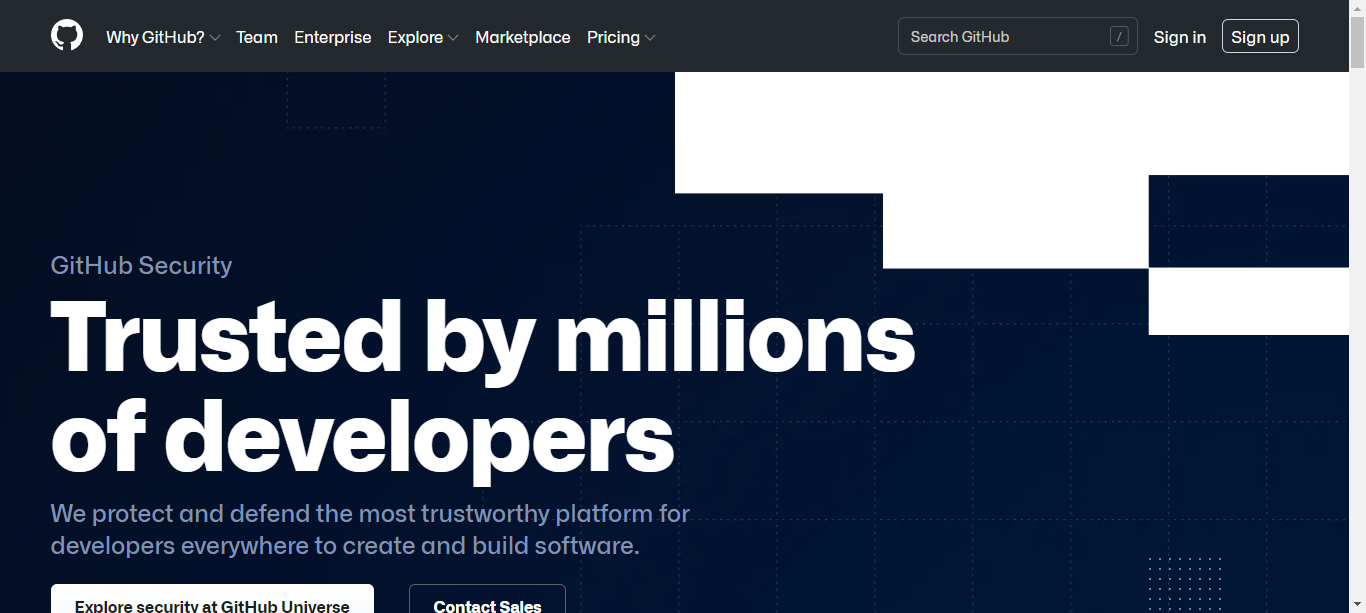 Why GitHub? Team Enterprise Explore Marketplace Pricing Search GitHub / Sign in Sign up
GitHub Security
Trusted by millions
of developers
We protect and defend the most trustworthy platform for
developers everywhere to create and build software.
Explore security at GitHub Universe Contact Sales